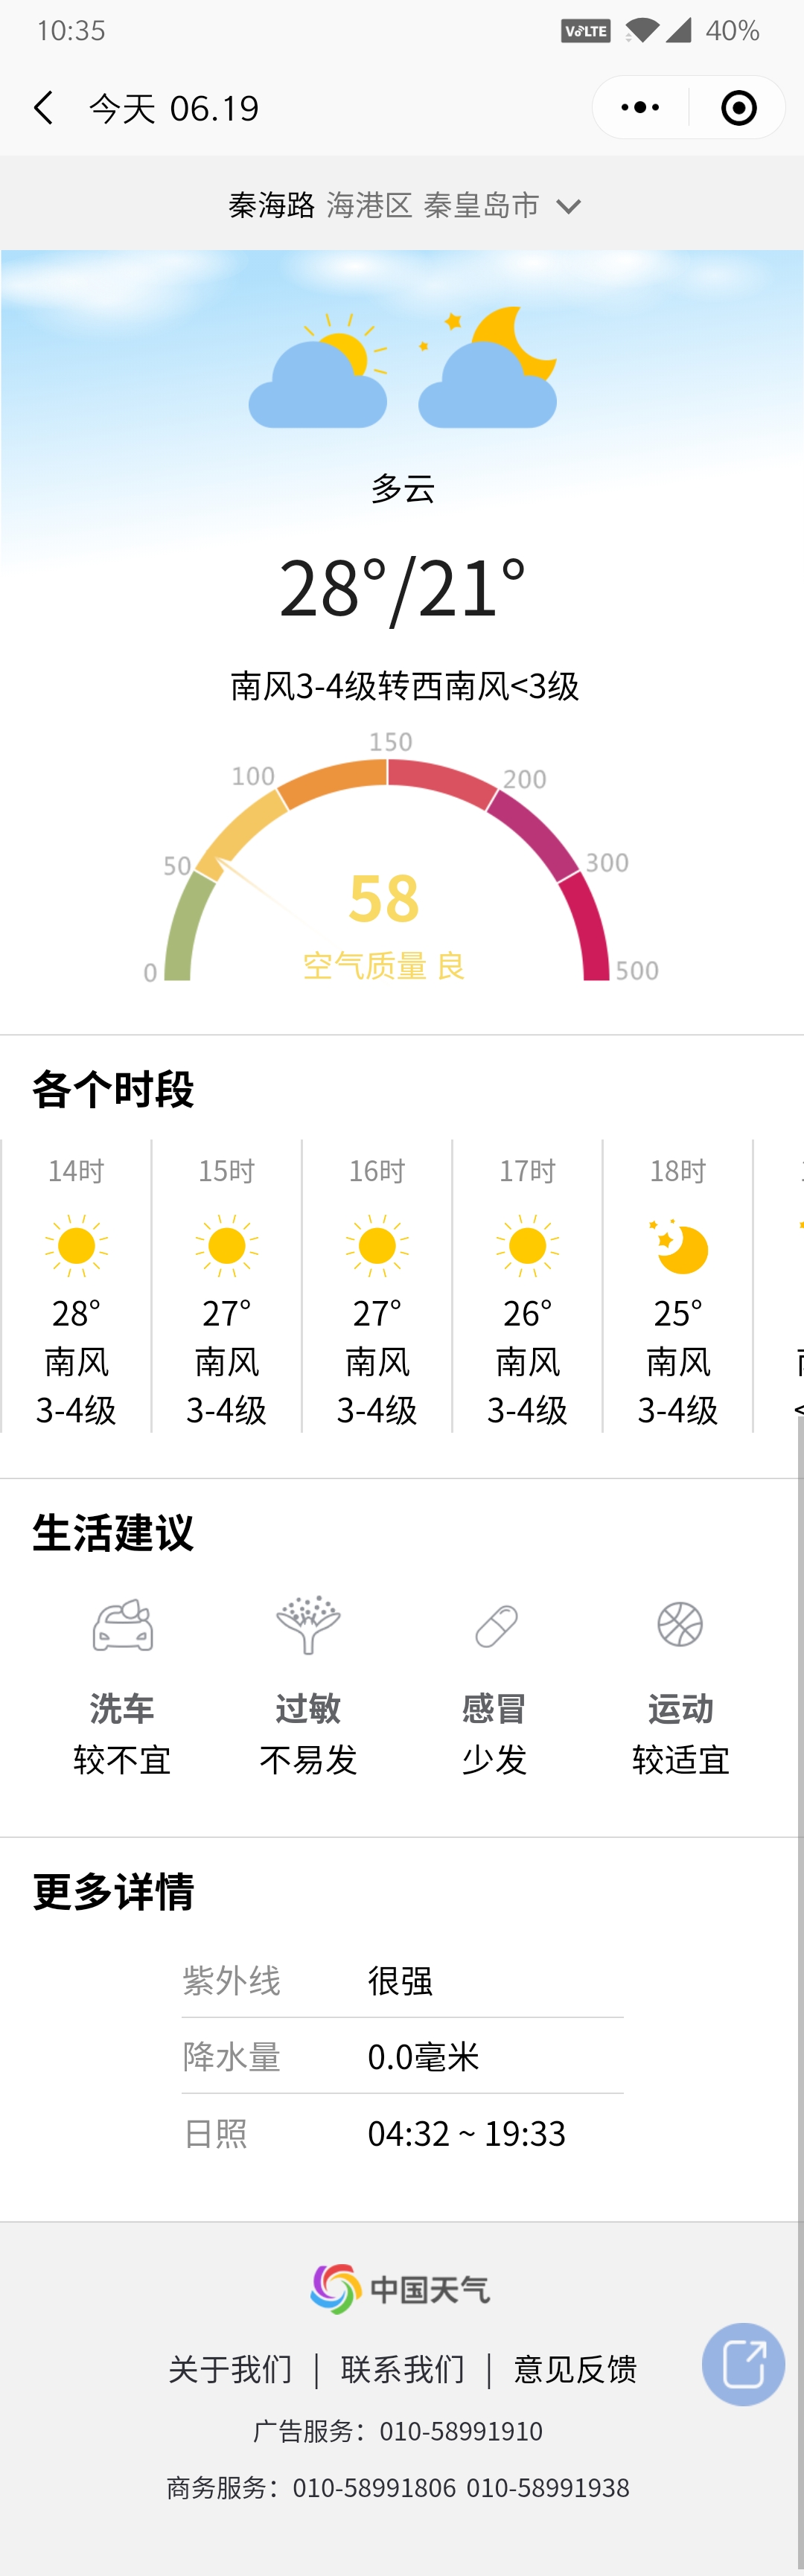 10:35 VoLTE 40%
今天 06.19
秦海路 海港区 秦皇岛市
多云
28°/21°
南风3-4级转西南风<3级
150
100 200
50 300
58
空气质量 良
0 500
各个时段
14时 15时 16时 17时 18时
28° 27° 27° 26° 25°
南风 南风 南风 南风 南风
3-4级 3-4级 3-4级 3-4级 3-4级
生活建议
洗车 过敏 感冒 运动
较不宜 不易发 少发 较适宜
更多详情
紫外线 很强
降水量 0.0毫米
日照 04:32 ~ 19:33
中国天气
关于我们 | 联系我们 | 意见反馈
广告服务：010-58991910
商务服务：010-58991806 010-58991938